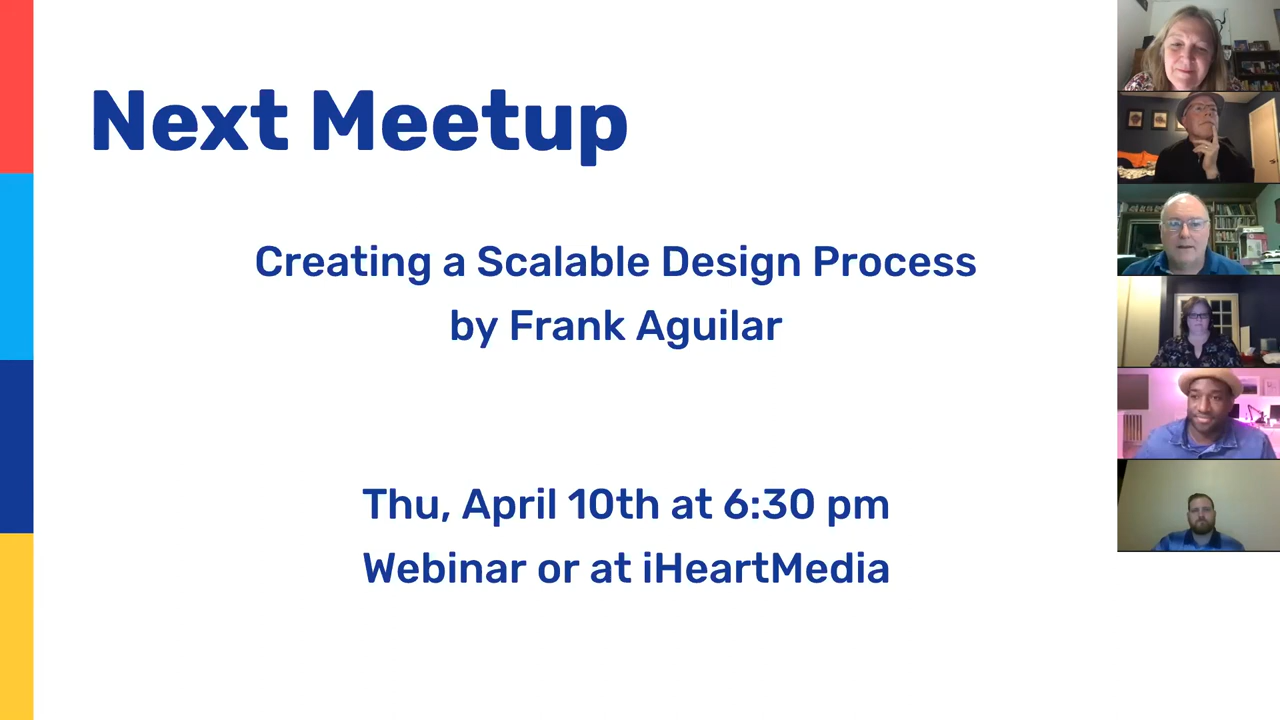 Next Meetup
Creating a Scalable Design Process
by Frank Aguilar
Thu, April 10th at 6:30 pm
Webinar or at iHeartMedia